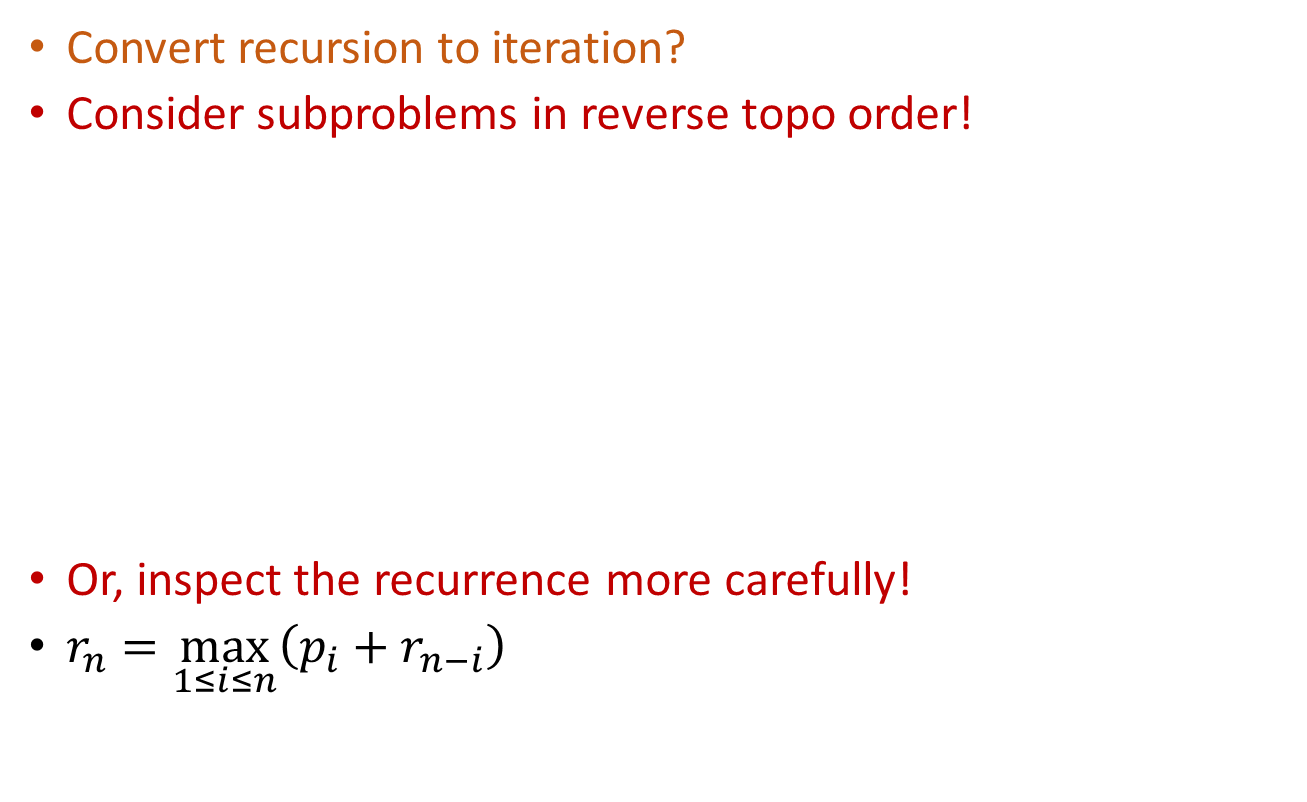 • Convert recursion to iteration?
• Consider subproblems in reverse topo order!
• Or, inspect the recurrence more carefully!
• $r_n = \max_{1 \le i \le n} (p_i + r_{n-i})$